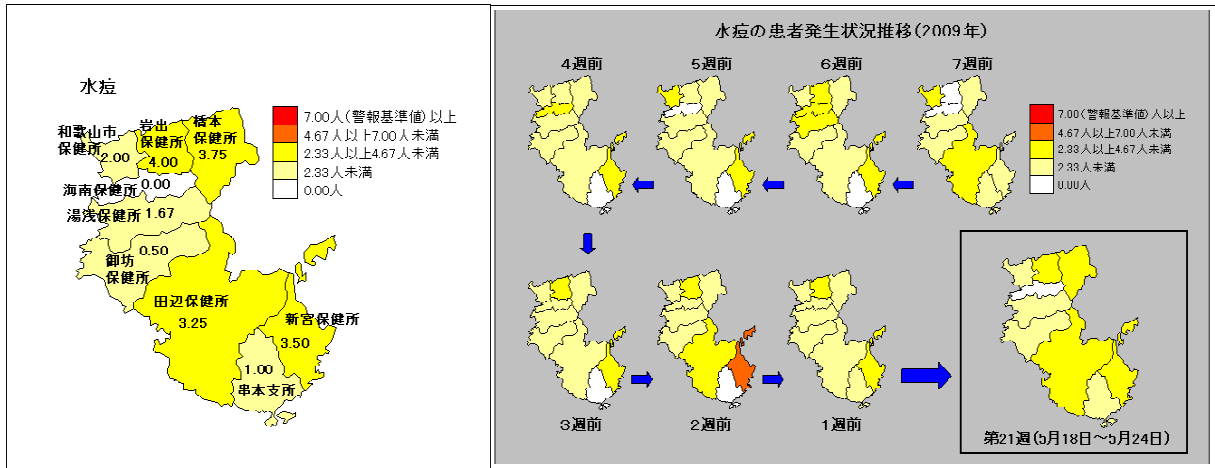 水痘
和歌山市
保健所
2.00
岩出
保健所
4.00
橋本
保健所
3.75
海南保健所
0.00
湯浅保健所
1.67
御坊
保健所
0.50
田辺保健所
3.25
新宮保健所
3.50
1.00
串本支所
7.00人(警報基準値)以上
4.67人以上7.00人未満
2.33人以上4.67人未満
2.33人未満
0.00人
水痘の患者発生状況推移(2009年)
4週前
5週前
6週前
7週前
7.00(警報基準値)人以上
4.67人以上7.00人未満
2.33人以上4.67人未満
2.33人未満
0.00人
3週前
2週前
1週前
第21週(5月18日～5月24日)